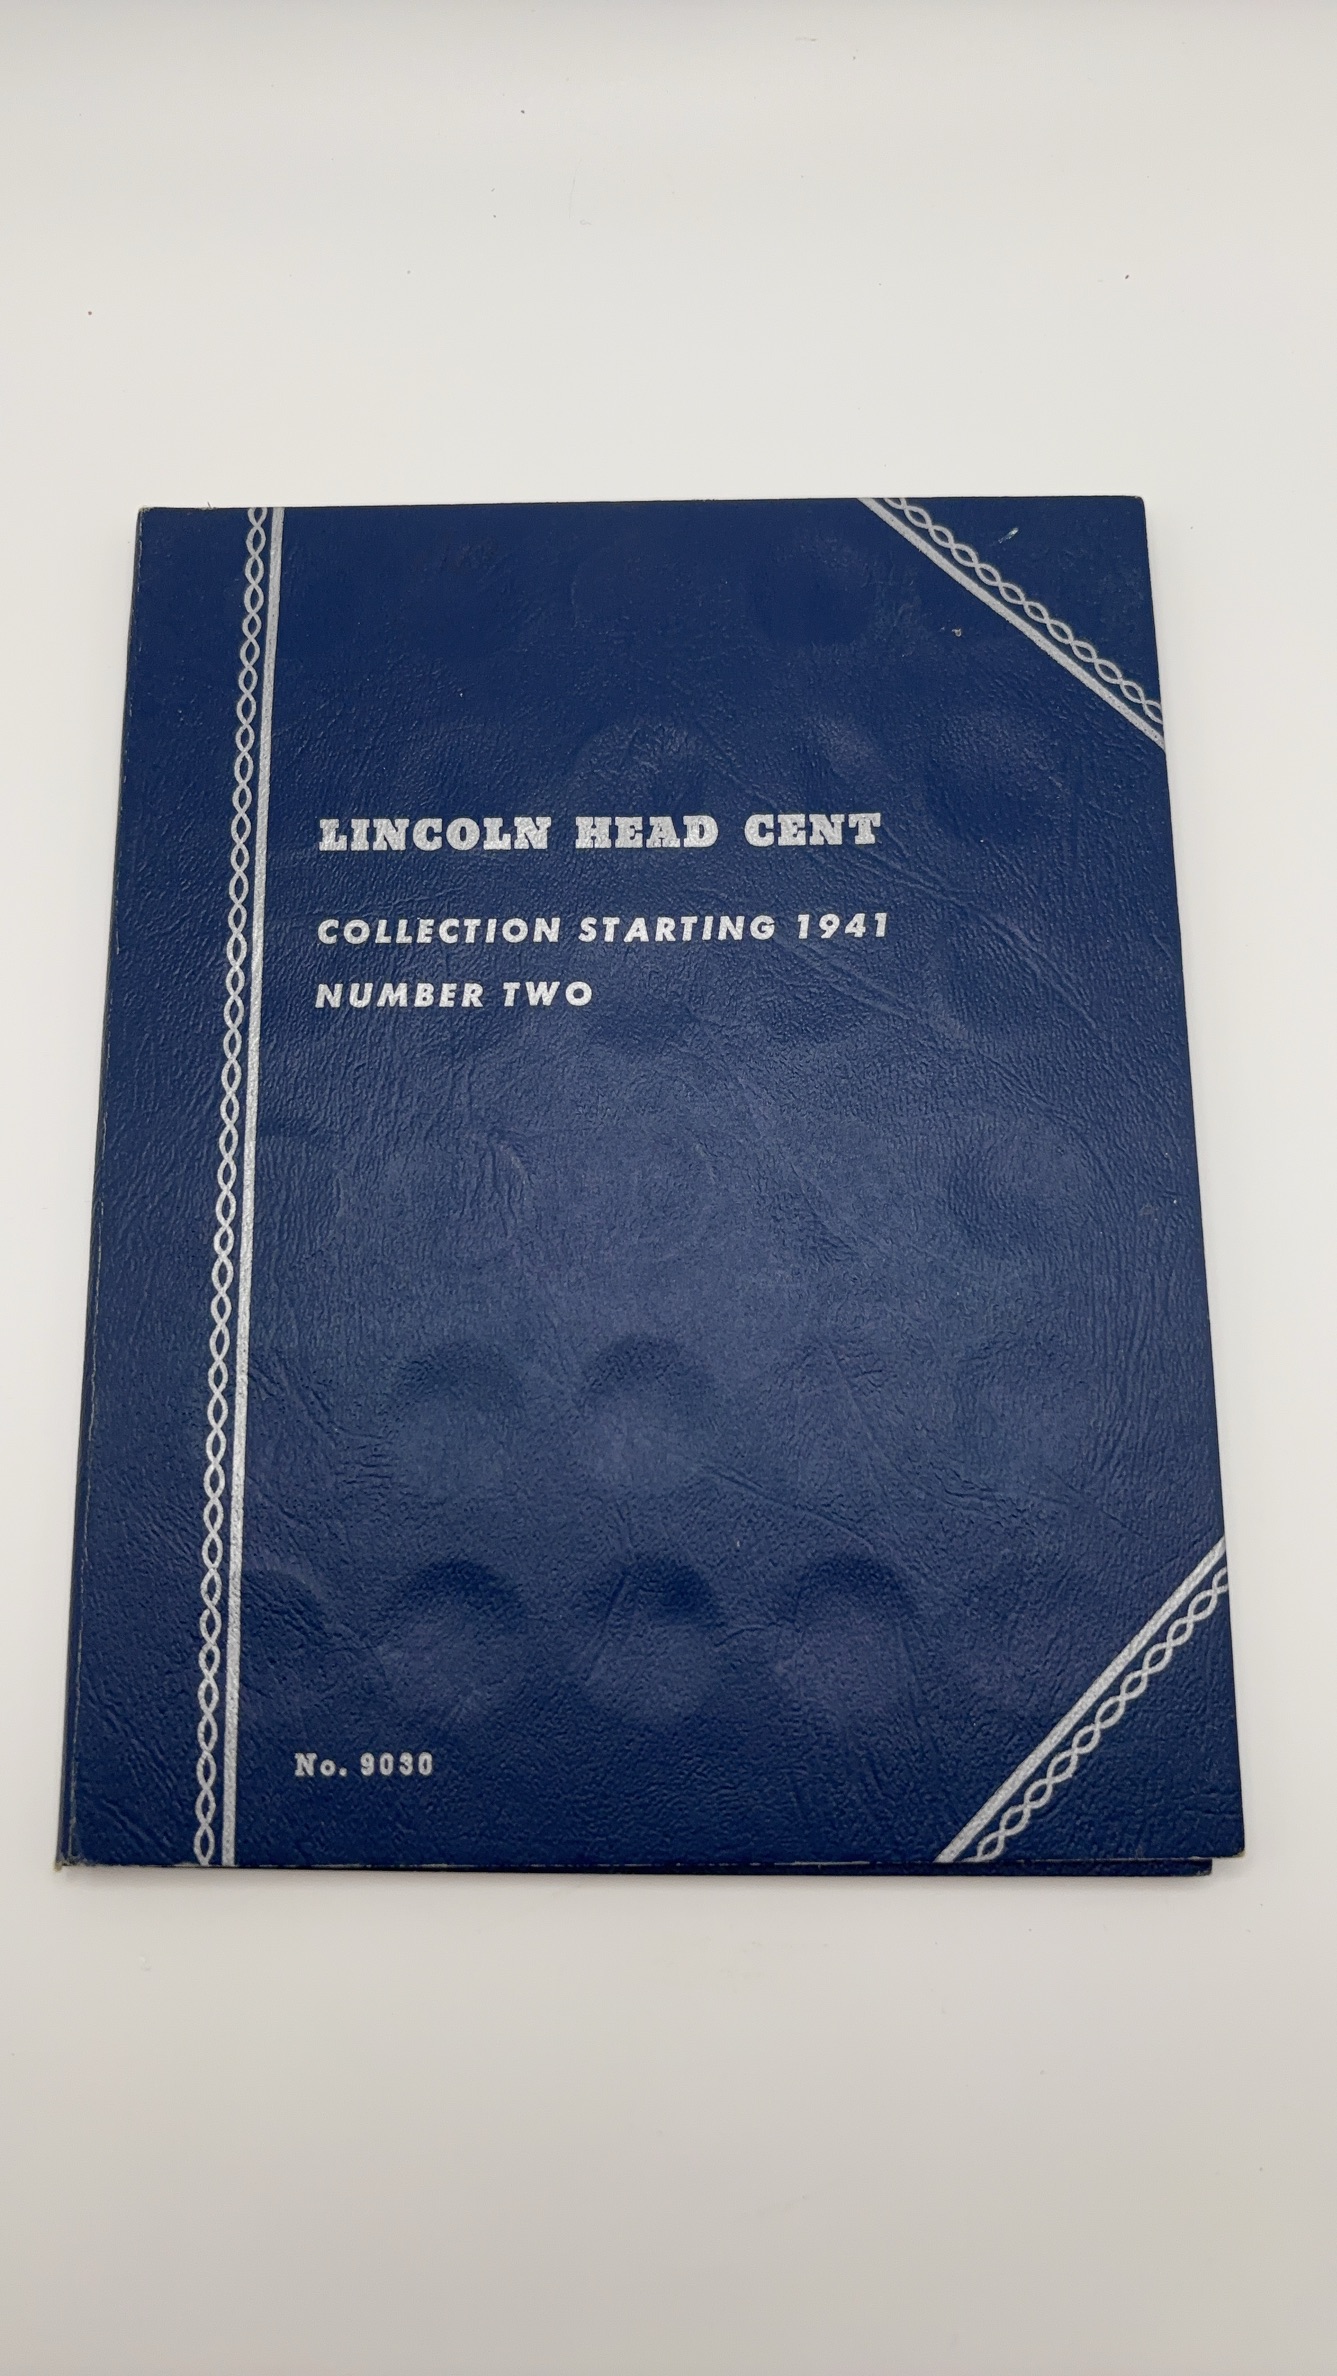 LINCOLN HEAD CENT
COLLECTION STARTING 1941
NUMBER TWO
No. 9030